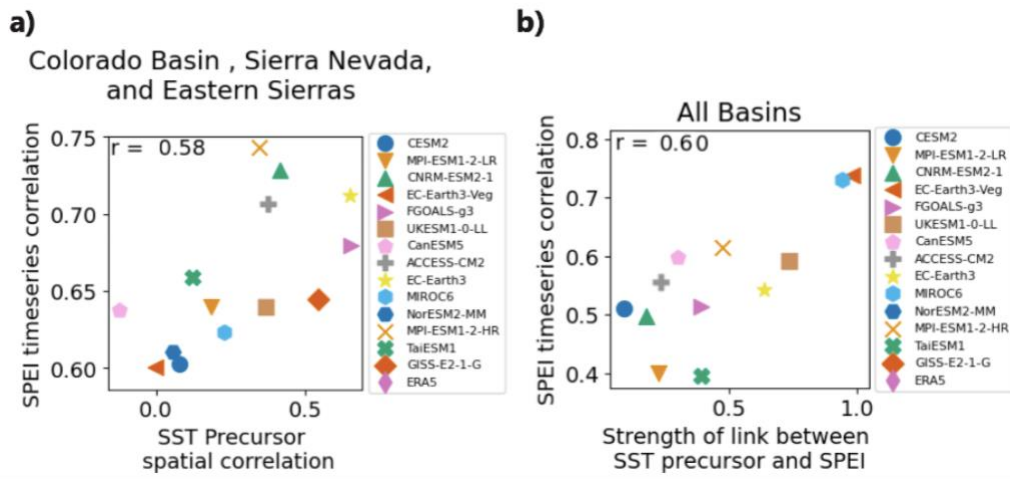 a)
Colorado Basin , Sierra Nevada,
and Eastern Sierras
r = 0.58
SPEI timeseries correlation
0.75
0.70
0.65
0.60
0.0 0.5
SST Precursor
spatial correlation
CESM2
MPI-ESM1-2-LR
CNRM-ESM2-1
EC-Earth3-Veg
FGOALS-g3
UKESM1-0-LL
CanESM5
ACCESS-CM2
EC-Earth3
MIROC6
NorESM2-MM
MPI-ESM1-2-HR
TaiESM1
GISS-E2-1-G
ERA5
b)
All Basins
r = 0.60
SPEI timeseries correlation
0.8
0.7
0.6
0.5
0.4
0.5 1.0
Strength of link between
SST precursor and SPEI
CESM2
MPI-ESM1-2-LR
CNRM-ESM2-1
EC-Earth3-Veg
FGOALS-g3
UKESM1-0-LL
CanESM5
ACCESS-CM2
EC-Earth3
MIROC6
NorESM2-MM
MPI-ESM1-2-HR
TaiESM1
GISS-E2-1-G
ERA5